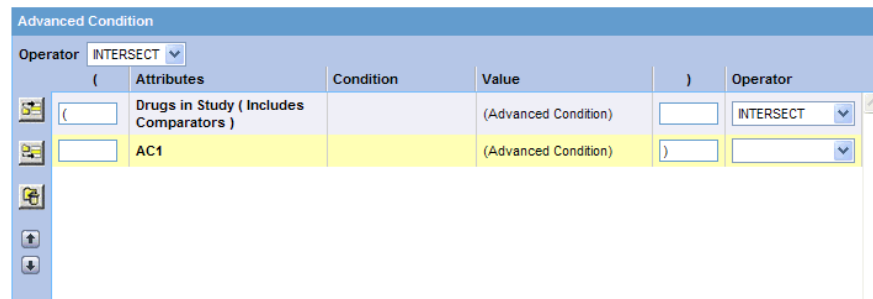 Advanced Condition
Operator INTERSECT
( Attributes Condition Value ) Operator
( Drugs in Study ( Includes Comparators ) (Advanced Condition) INTERSECT
AC1 (Advanced Condition) )